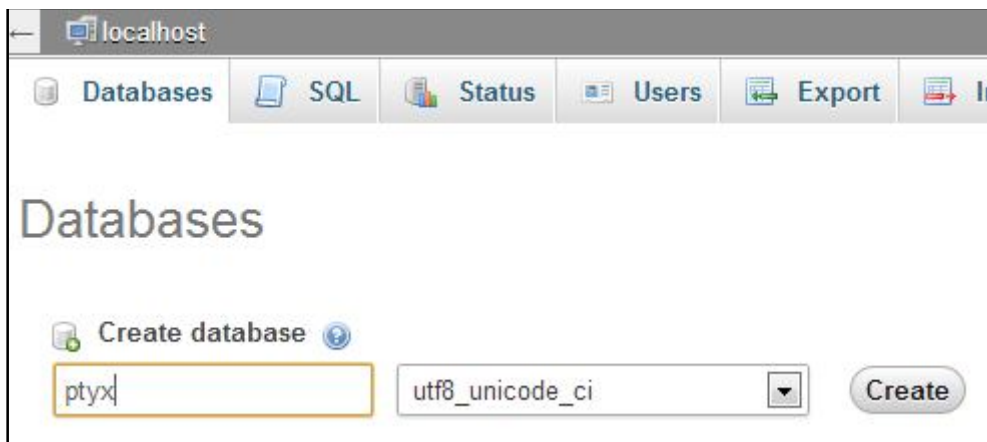 ← localhost
Databases SQL Status Users Export
Databases
Create database
ptyx utf8_unicode_ci Create